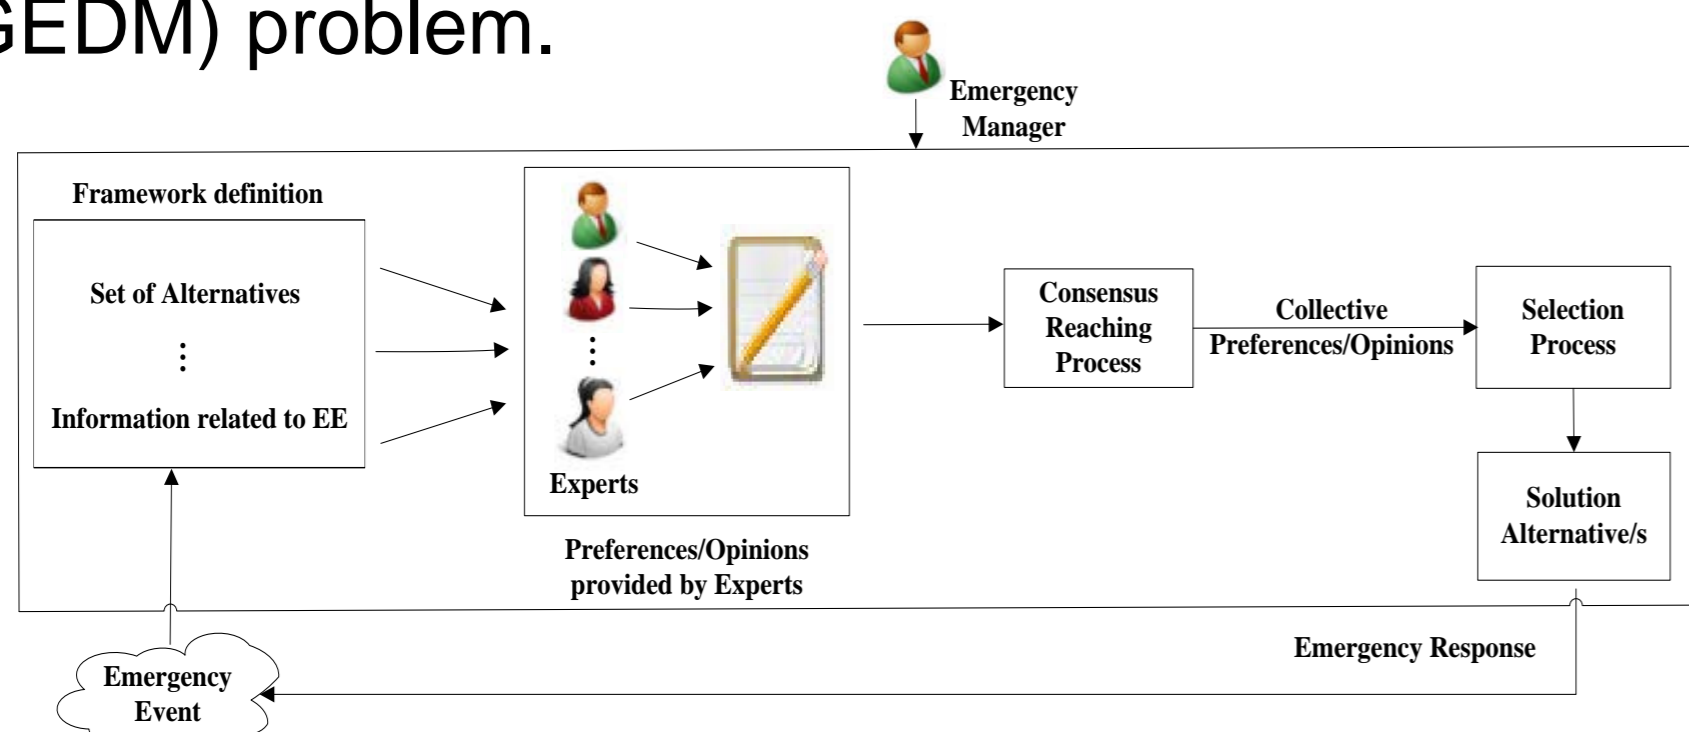 GEDM) problem.
Emergency
Manager
Framework definition
Set of Alternatives
⋮
Information related to EE
⋮
Experts
Preferences/Opinions
provided by Experts
Consensus
Reaching
Process
Collective
Preferences/Opinions
Selection
Process
Solution
Alternative/s
Emergency Response
Emergency
Event